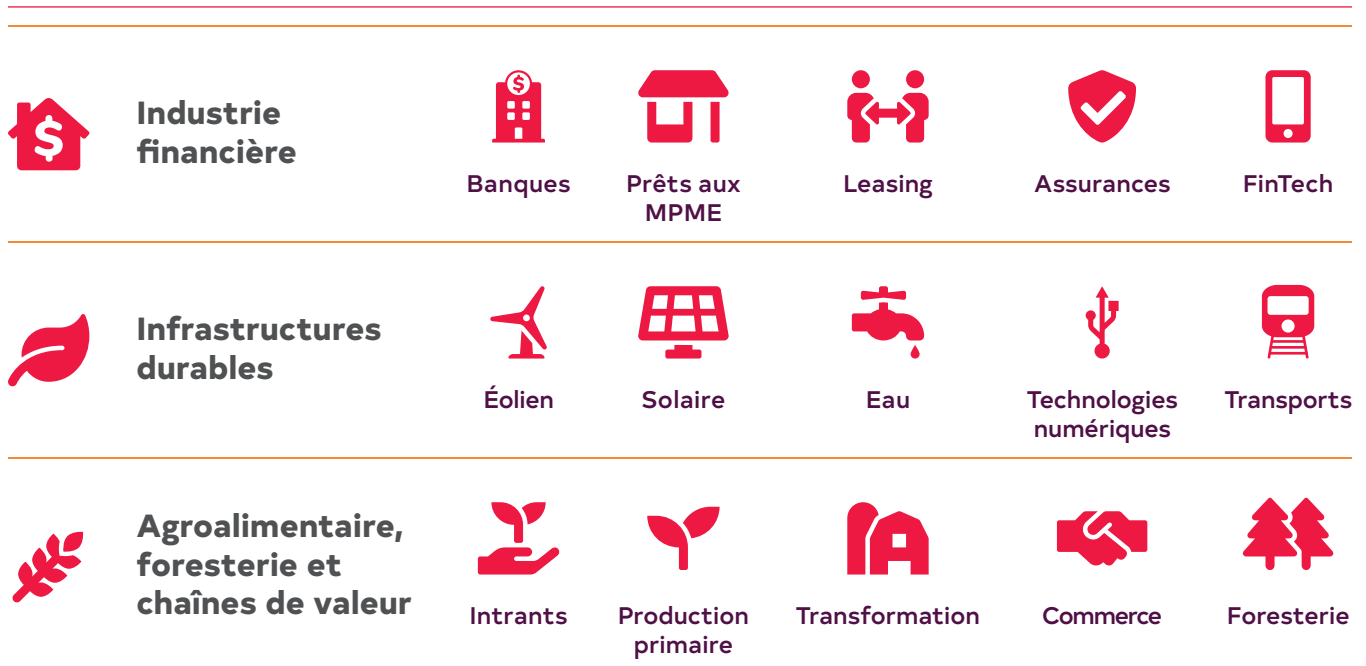 Industrie
financière
Banques
Prêts aux
MPME
Leasing
Assurances
FinTech
Infrastructures
durables
Éolien
Solaire
Eau
Technologies
numériques
Transports
Agroalimentaire,
foresterie et
chaînes de valeur
Intrants
Production
primaire
Transformation
Commerce
Foresterie